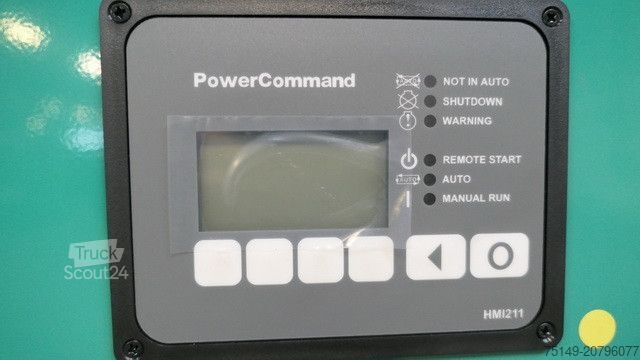 PowerCommand
NOT IN AUTO
SHUTDOWN
WARNING
REMOTE START
AUTO
MANUAL RUN
HMI211
Truck
Scout24
75149-20796077